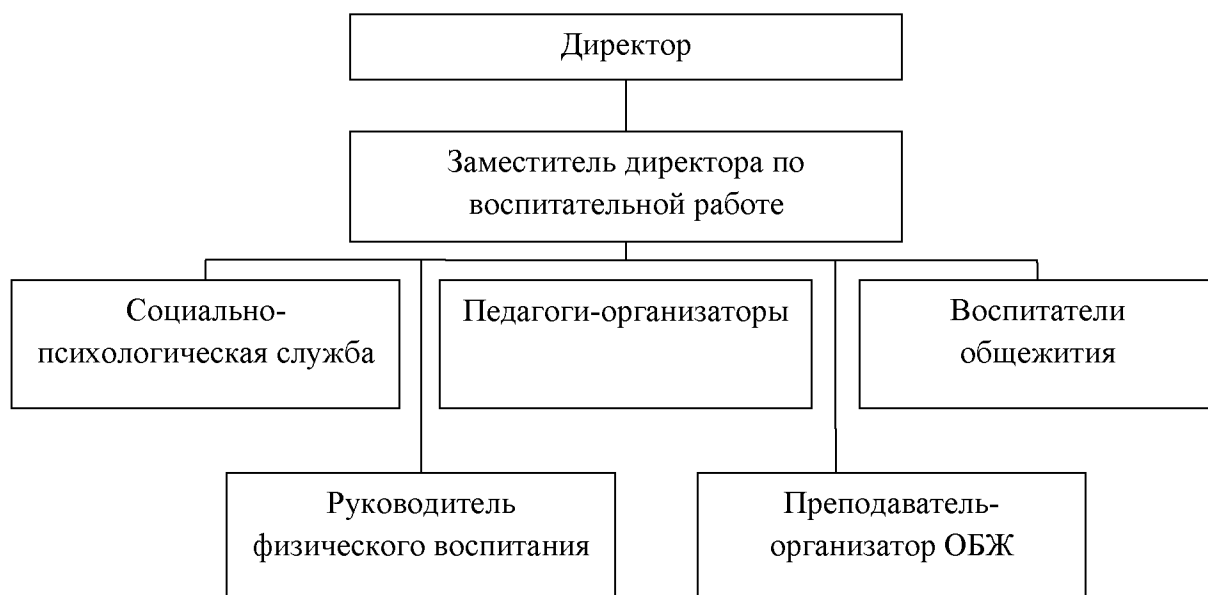 Директор
Заместитель директора по
воспитательной работе
Социально-
психологическая служба
Педагоги-организаторы
Воспитатели
общежития
Руководитель
физического воспитания
Преподаватель-
организатор ОБЖ